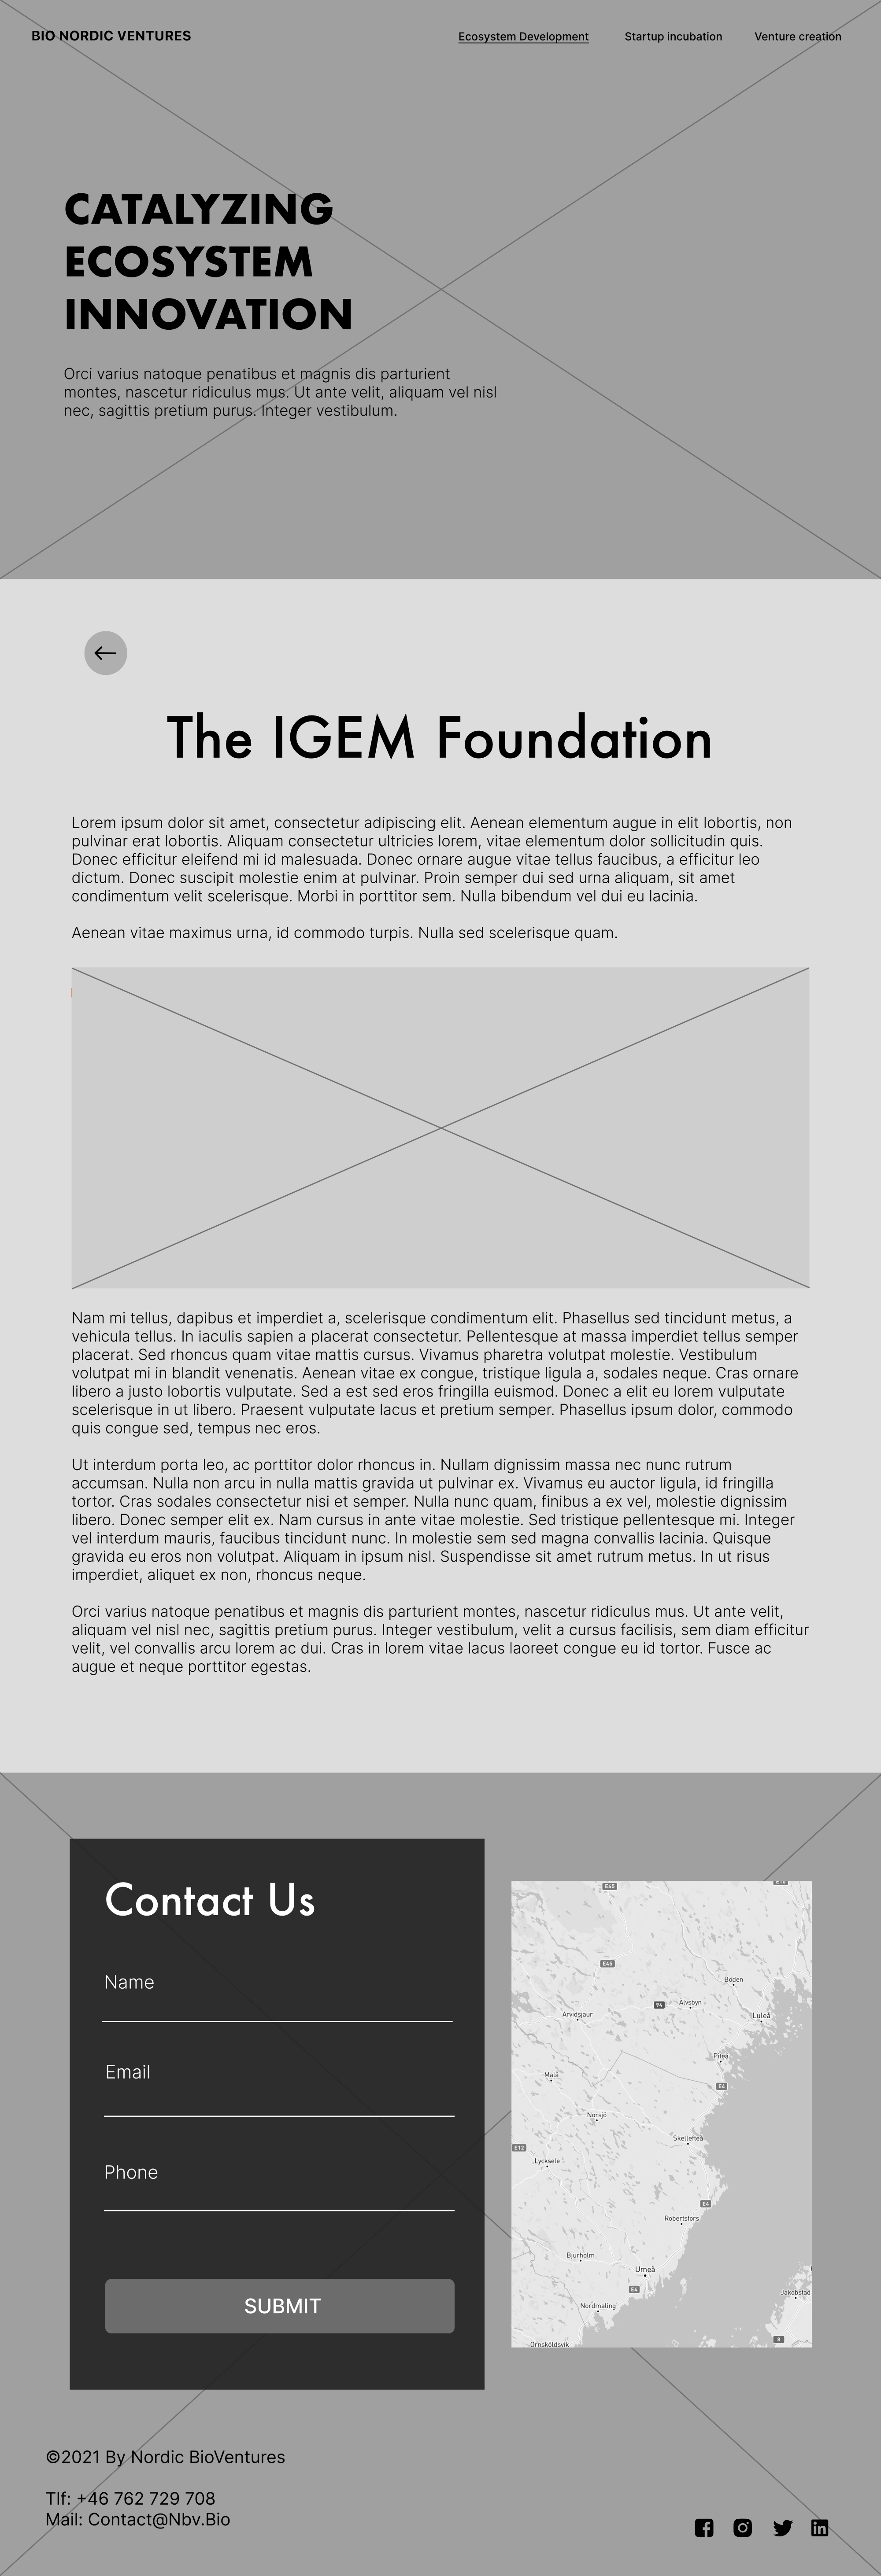 BIO NORDIC VENTURES
Ecosystem Development
Startup incubation
Venture creation
CATALYZING
ECOSYSTEM
INNOVATION
Orci varius natoque penatibus et magnis dis parturient
montes, nascetur ridiculus mus. Ut ante velit, aliquam vel nisl
nec, sagittis pretium purus. Integer vestibulum.
The IGEM Foundation
Lorem ipsum dolor sit amet, consectetur adipiscing elit. Aenean elementum augue in elit lobortis, non
pulvinar erat lobortis. Aliquam consectetur ultricies lorem, vitae elementum dolor sollicitudin quis.
Donec efficitur eleifend mi id malesuada. Donec ornare augue vitae tellus faucibus, a efficitur leo
dictum. Donec suscipit molestie enim at pulvinar. Proin semper dui sed urna aliquam, sit amet
condimentum velit scelerisque. Morbi in porttitor sem. Nulla bibendum vel dui eu lacinia.
Aenean vitae maximus urna, id commodo turpis. Nulla sed scelerisque quam.
Nam mi tellus, dapibus et imperdiet a, scelerisque condimentum elit. Phasellus sed tincidunt metus, a
vehicula tellus. In iaculis sapien a placerat consectetur. Pellentesque at massa imperdiet tellus semper
placerat. Sed rhoncus quam vitae mattis cursus. Vivamus pharetra volutpat molestie. Vestibulum
volutpat mi in blandit venenatis. Aenean vitae ex congue, tristique ligula a, sodales neque. Cras ornare
libero a justo lobortis vulputate. Sed a est sed eros fringilla euismod. Donec a elit eu lorem vulputate
scelerisque in ut libero. Praesent vulputate lacus et pretium semper. Phasellus ipsum dolor, commodo
quis congue sed, tempus nec eros.
Ut interdum porta leo, ac porttitor dolor rhoncus in. Nullam dignissim massa nec nunc rutrum
accumsan. Nulla non arcu in nulla mattis gravida ut pulvinar ex. Vivamus eu auctor ligula, id fringilla
tortor. Cras sodales consectetur nisi et semper. Nulla nunc quam, finibus a ex vel, molestie dignissim
libero. Donec semper elit ex. Nam cursus in ante vitae molestie. Sed tristique pellentesque mi. Integer
vel interdum mauris, faucibus tincidunt nunc. In molestie sem sed magna convallis lacinia. Quisque
gravida eu eros non volutpat. Aliquam in ipsum nisl. Suspendisse sit amet rutrum metus. In ut risus
imperdiet, aliquet ex non, rhoncus neque.
Orci varius natoque penatibus et magnis dis parturient montes, nascetur ridiculus mus. Ut ante velit,
aliquam vel nisl nec, sagittis pretium purus. Integer vestibulum, velit a cursus facilisis, sem diam efficitur
velit, vel convallis arcu lorem ac dui. Cras in lorem vitae lacus laoreet congue eu id tortor. Fusce ac
augue et neque porttitor egestas.
Contact Us
Name
Email
Phone
SUBMIT
E45
E45
Boden
94
Älvsbyn
Arvidsjaur
Luleå
Piteå
Malå
E4
Norsjö
Skellefteå
E12
Lycksele
E4
Robertsfors
Bjurholm
Umeå
E4
Jakobstad
Nordmaling
8
Örnsköldsvik
©2021 By Nordic BioVentures
Tlf: +46 762 729 708
Mail: Contact@Nbv.Bio